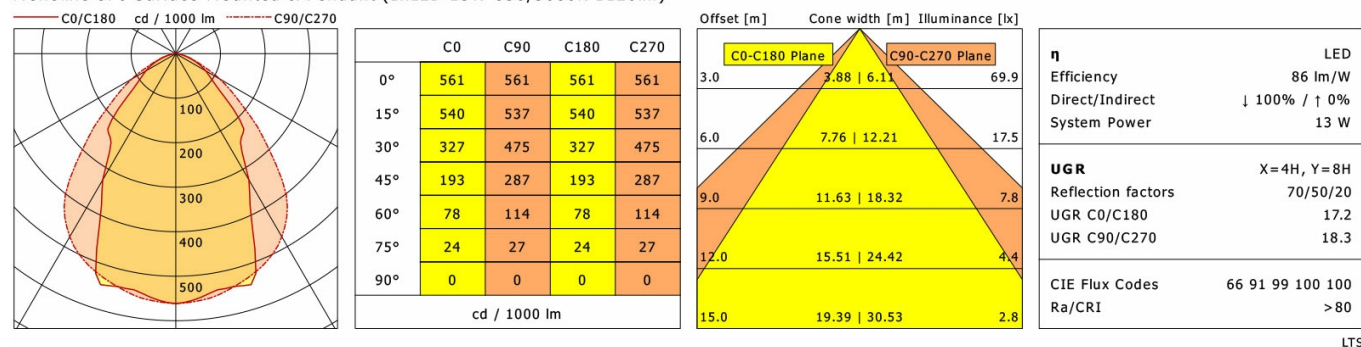 C0/C180 cd / 1000 lm C90/C270
100
200
300
400
500
C0 C90 C180 C270
0° 561 561 561 561
15° 540 537 540 537
30° 327 475 327 475
45° 193 287 193 287
60° 78 114 78 114
75° 24 27 24 27
90° 0 0 0 0
cd / 1000 lm
Offset [m] Cone width [m] Illuminance [lx]
C0-C180 Plane C90-C270 Plane
3.0 3.88 | 6.11 69.9
6.0 7.76 | 12.21 17.5
9.0 11.63 | 18.32 7.8
12.0 15.51 | 24.42 4.4
15.0 19.39 | 30.53 2.8
η LED
Efficiency 86 lm/W
Direct/Indirect ↓ 100% / ↑ 0%
System Power 13 W
UGR X=4H, Y=8H
Reflection factors 70/50/20
UGR C0/C180 17.2
UGR C90/C270 18.3
CIE Flux Codes 66 91 99 100 100
Ra/CRI >80
LTS